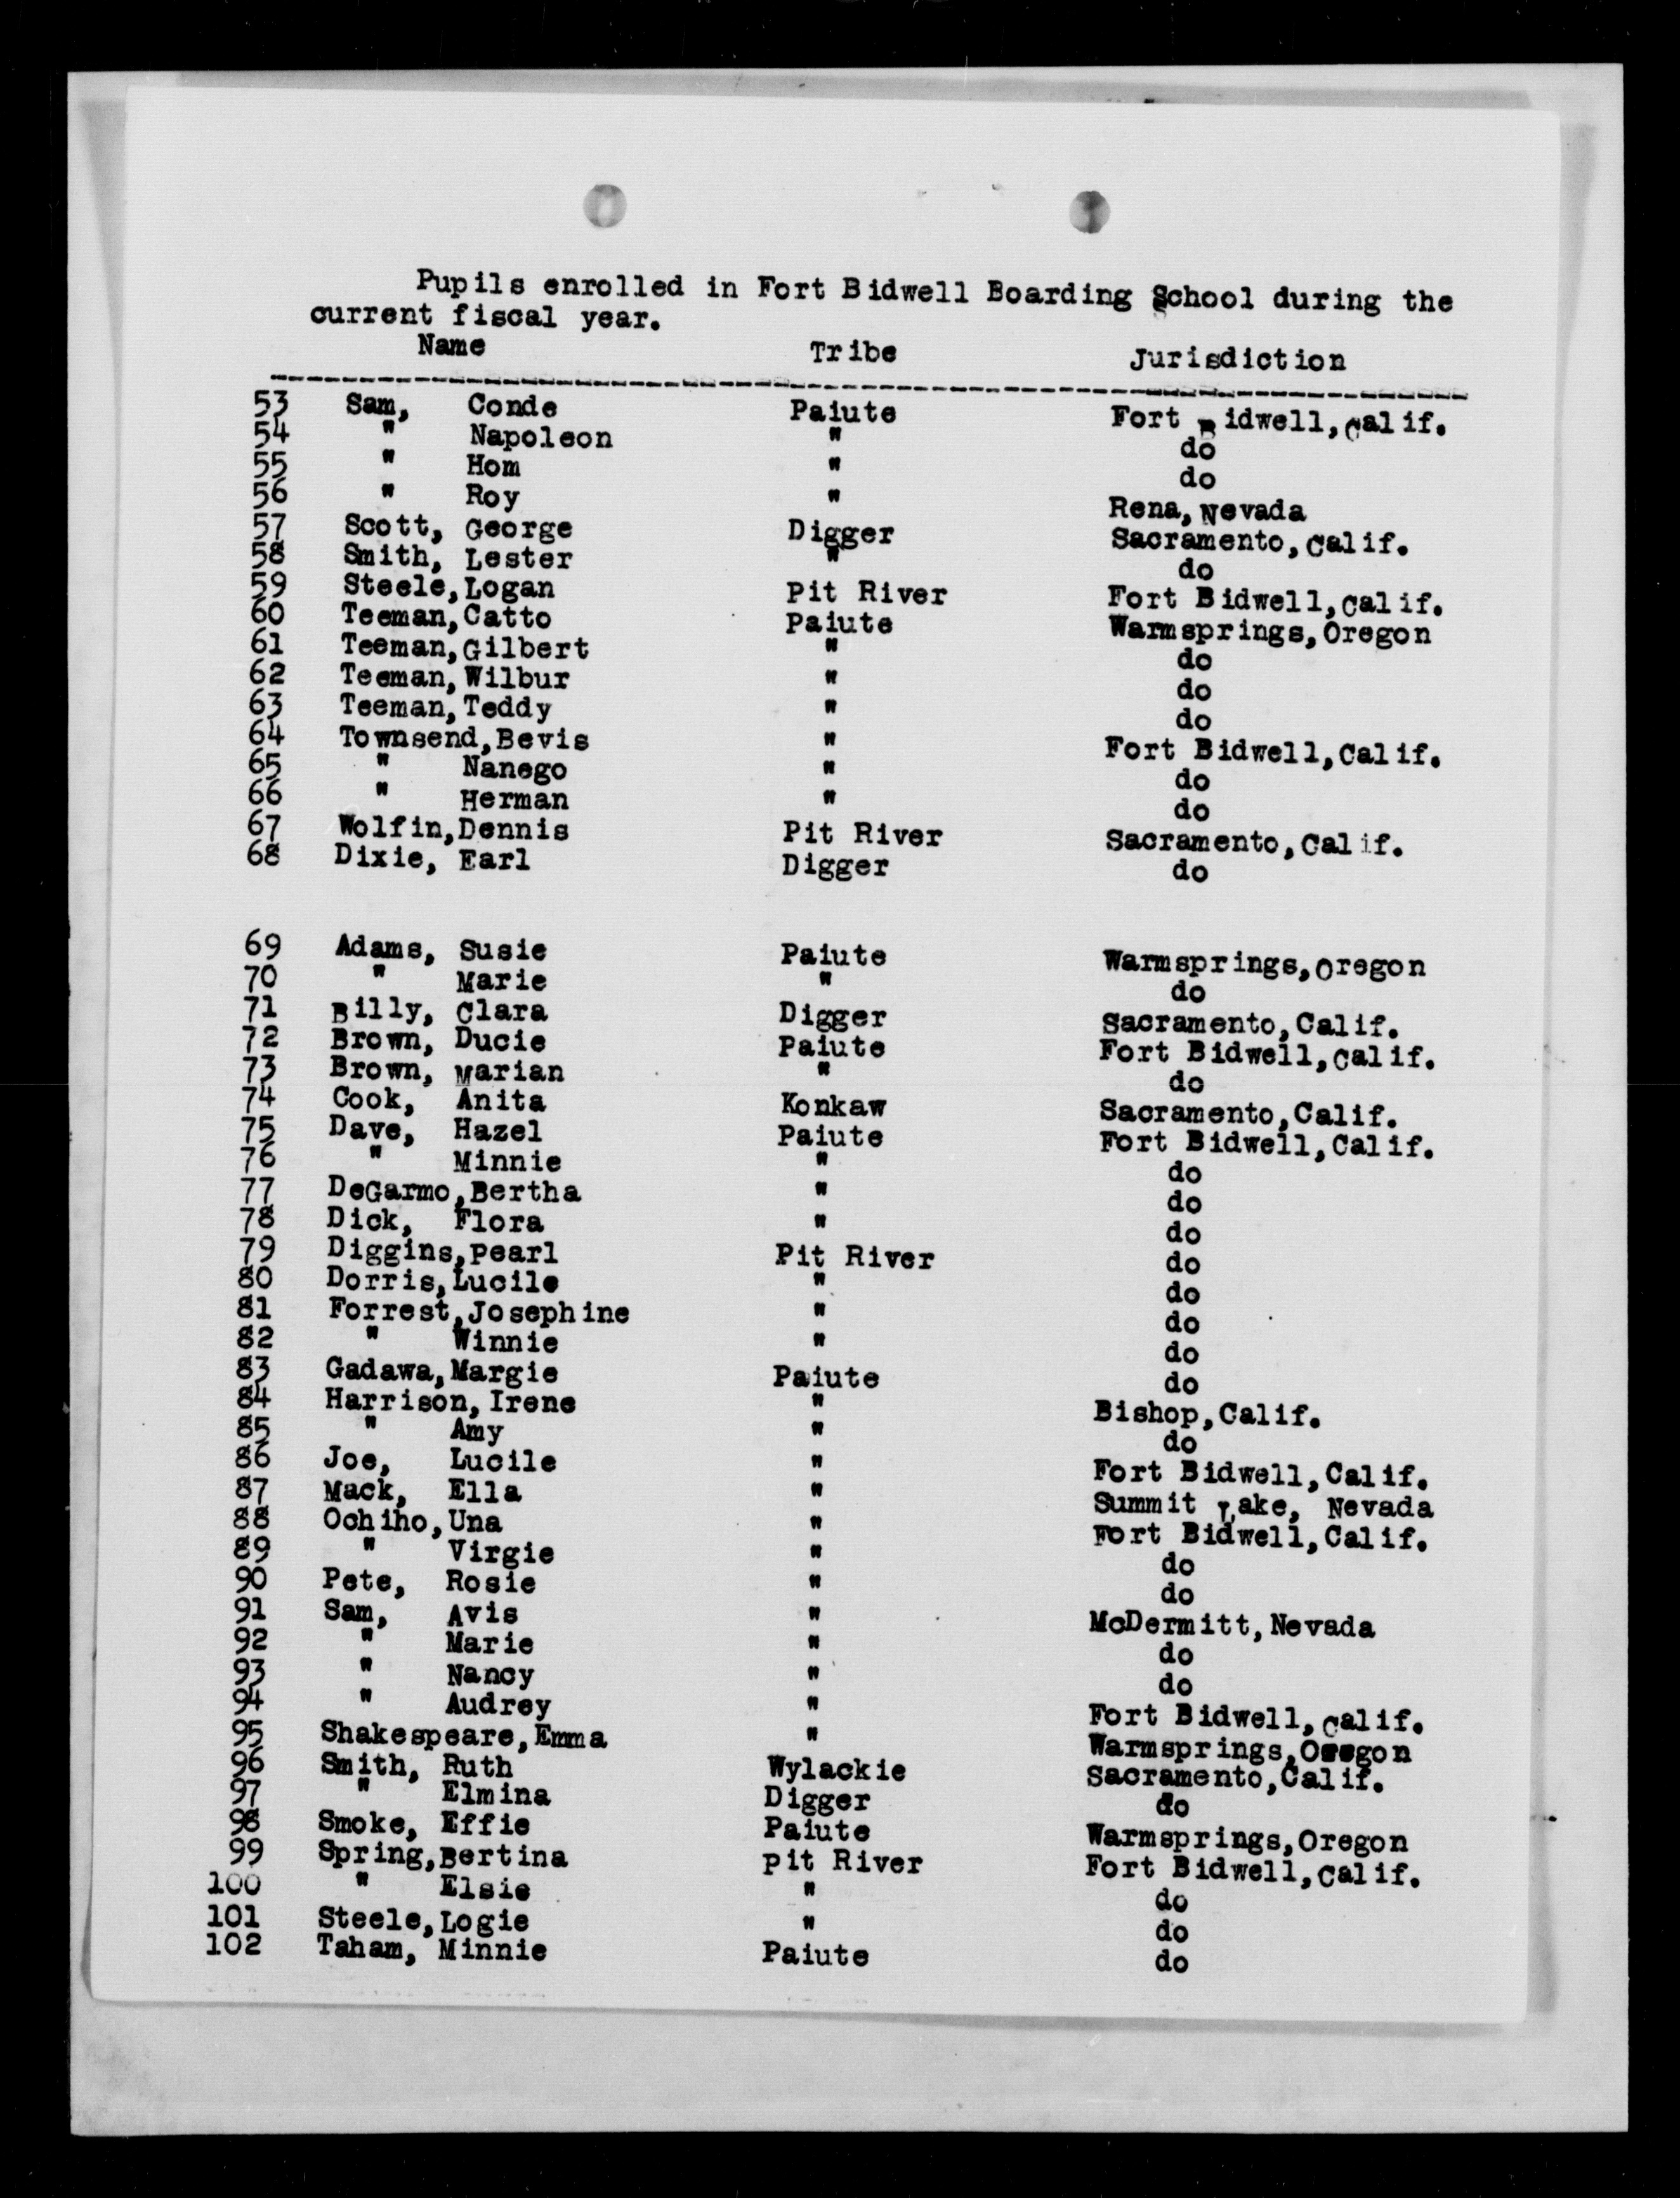 Pupils enrolled in Fort Bidwell Boarding School during the
current fiscal year.
Name Tribe Jurisdiction
53 Sam, Conde Paiute Fort Bidwell, Calif.
54 " Napoleon " do
55 " Hom " do
56 " Roy " Rena, Nevada
57 Scott, George Digger Sacramento, Calif.
58 Smith, Lester " do
59 Steele, Logan Pit River Fort Bidwell, Calif.
60 Teeman, Catto Paiute Warmsprings, Oregon
61 Teeman, Gilbert " do
62 Teeman, Wilbur " do
63 Teeman, Teddy " do
64 Townsend, Bevis " Fort Bidwell, Calif.
65 " Nanego " do
66 " Herman " do
67 Wolfin, Dennis Pit River Sacramento, Calif.
68 Dixie, Earl Digger do
69 Adams, Susie Paiute Warmsprings, Oregon
70 " Marie " do
71 Billy, Clara Digger Sacramento, Calif.
72 Brown, Ducie Paiute Fort Bidwell, Calif.
73 Brown, Marian " do
74 Cook, Anita Konkaw Sacramento, Calif.
75 Dave, Hazel Paiute Fort Bidwell, Calif.
76 " Minnie " do
77 DeGarmo, Bertha " do
78 Dick, Flora " do
79 Diggins, Pearl Pit River do
80 Dorris, Lucile " do
81 Forrest, Josephine " do
82 " Winnie " do
83 Gadawa, Margie Paiute do
84 Harrison, Irene " Bishop, Calif.
85 " Amy " do
86 Joe, Lucile " Fort Bidwell, Calif.
87 Mack, Ella " Summit Lake, Nevada
88 Ochiho, Una " Fort Bidwell, Calif.
89 " Virgie " do
90 Pete, Rosie " do
91 Sam, Avis " McDermitt, Nevada
92 " Marie " do
93 " Nancy " do
94 " Audrey " Fort Bidwell, Calif.
95 Shakespeare, Emma " Warmsprings, Oregon
96 Smith, Ruth Wylackie Sacramento, Calif.
97 " Elmina Digger do
98 Smoke, Effie Paiute Warmsprings, Oregon
99 Spring, Bertina Pit River Fort Bidwell, Calif.
100 " Elsie " do
101 Steele, Logie " do
102 Taham, Minnie Paiute do